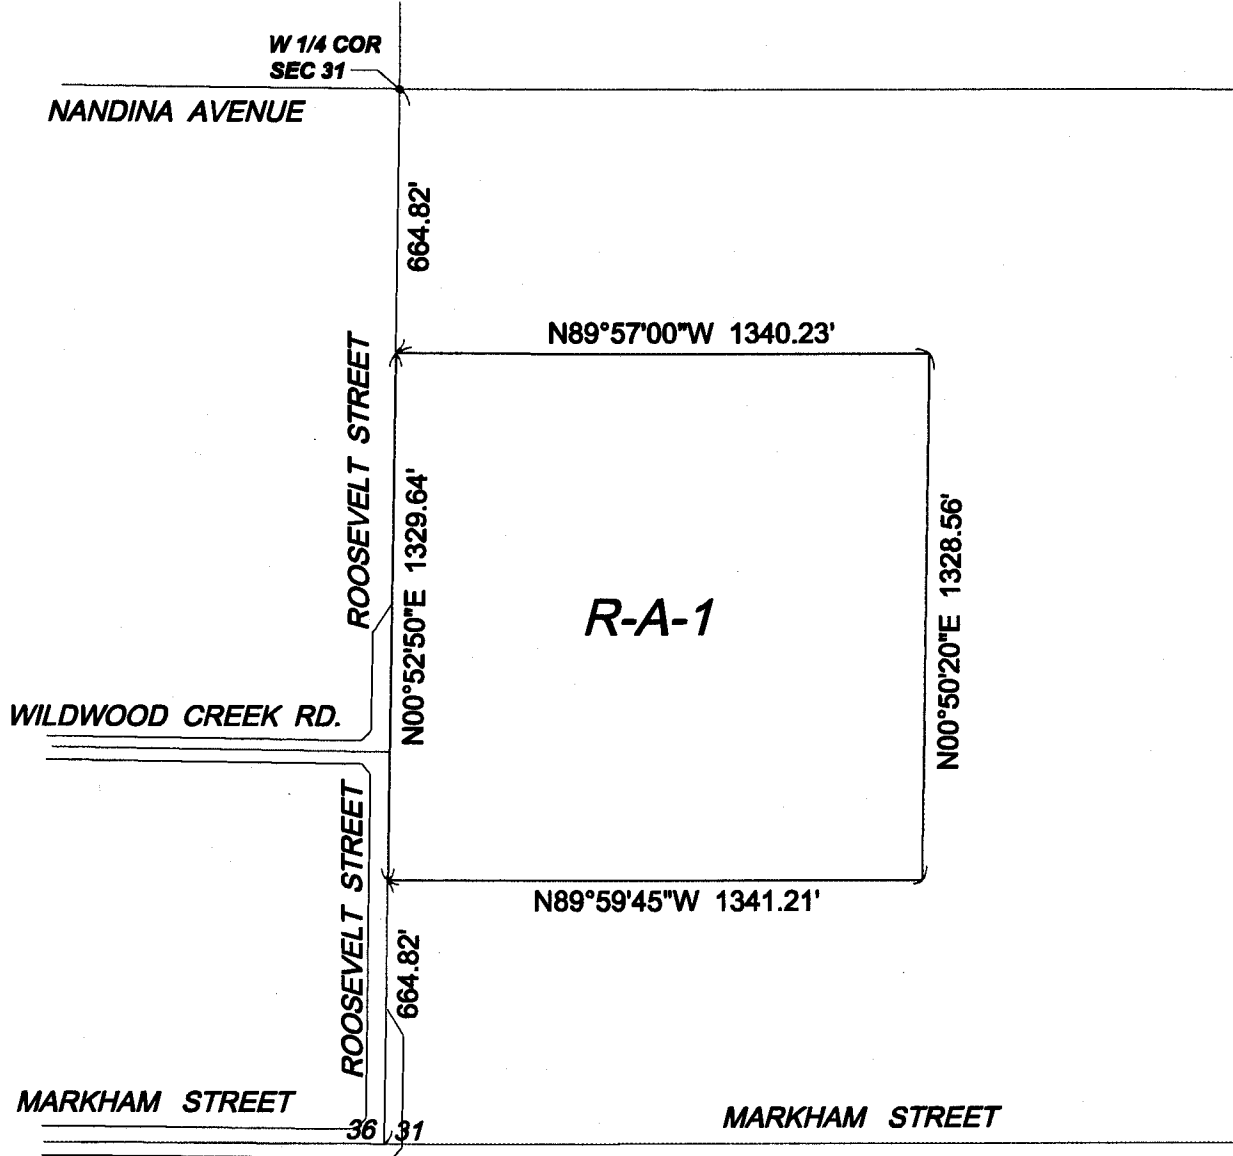 W 1/4 COR
SEC 31
NANDINA AVENUE
664.82'
N89°57'00"W 1340.23'
ROOSEVELT STREET
N00°52'50"E 1329.64'
R-A-1
N00°50'20"E 1328.56'
WILDWOOD CREEK RD.
ROOSEVELT STREET
N89°59'45"W 1341.21'
664.82'
MARKHAM STREET
36 31
MARKHAM STREET